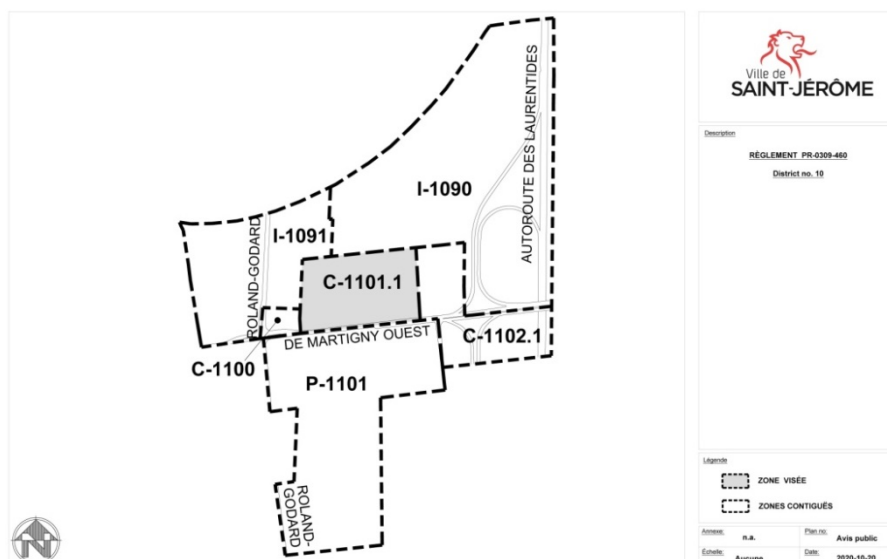 AUTOROUTE DES LAURENTIDES
I-1090
ROLAND-GODARD
I-1091
C-1101.1
DE MARTIGNY OUEST
C-1102.1
C-1100
P-1101
ROLAND-
GODARD
N
Ville de
SAINT-JÉRÔME
Description
RÈGLEMENT PR-0309-460
District no. 10
Légende
ZONE VISÉE
ZONES CONTIGUËS
Annexe: n.a.
Plan no: Avis public
Échelle: Aucune
Date: 2020-10-20